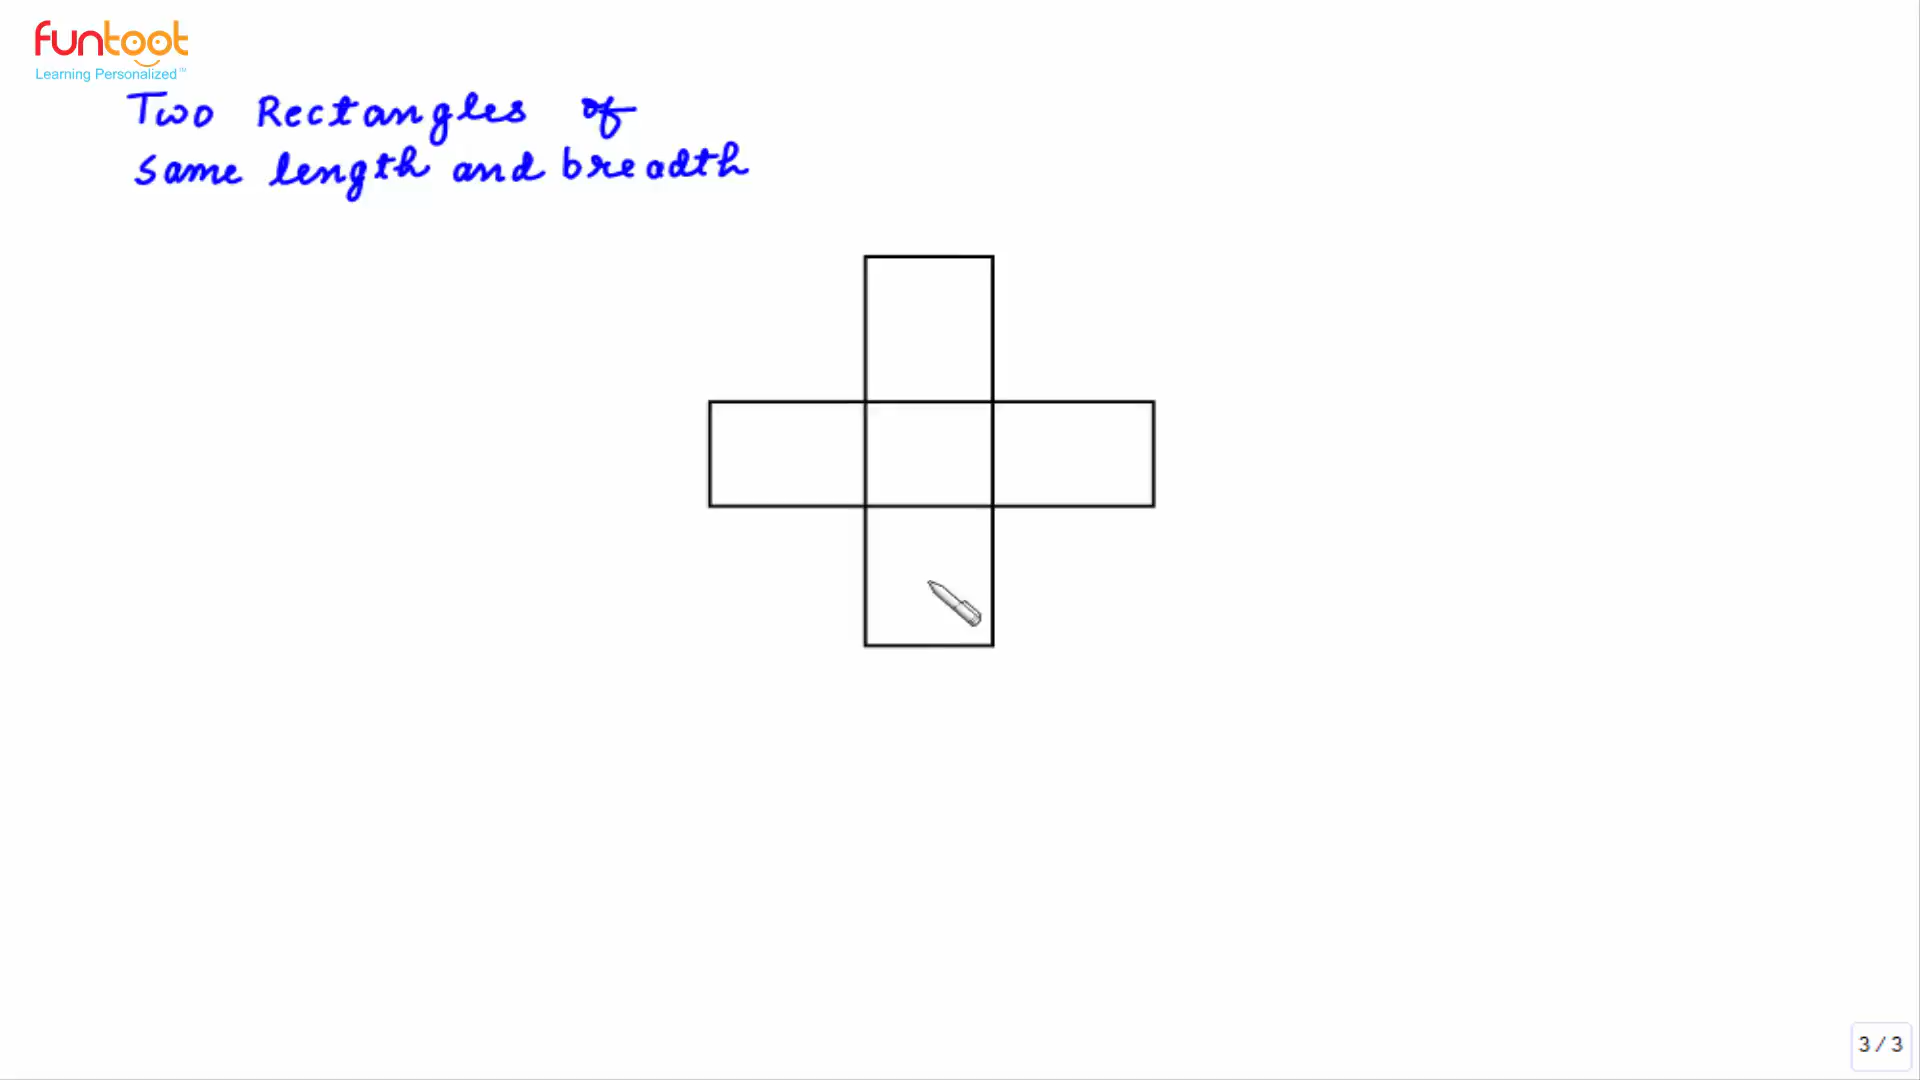 funtoot
Learning Personalized™
Two Rectangles of
same length and breadth
3 / 3